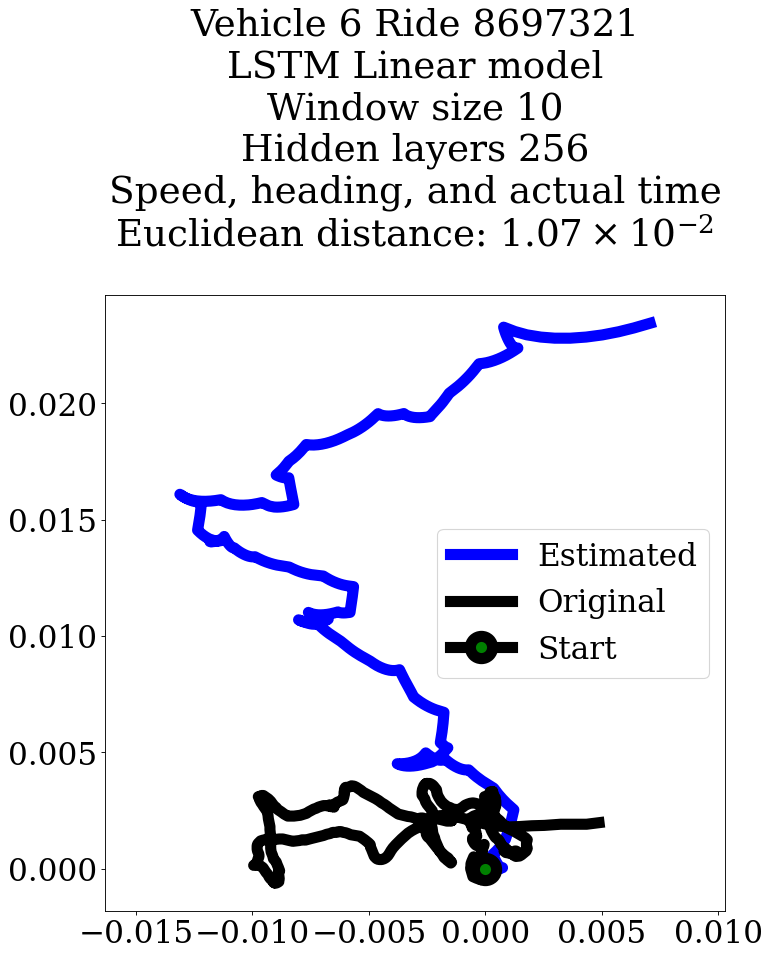 Vehicle 6 Ride 8697321
LSTM Linear model
Window size 10
Hidden layers 256
Speed, heading, and actual time
Euclidean distance: 1.07 × 10⁻²
0.020
0.015
0.010
0.005
0.000
Estimated
Original
Start
−0.015 −0.010 −0.005 0.000 0.005 0.010